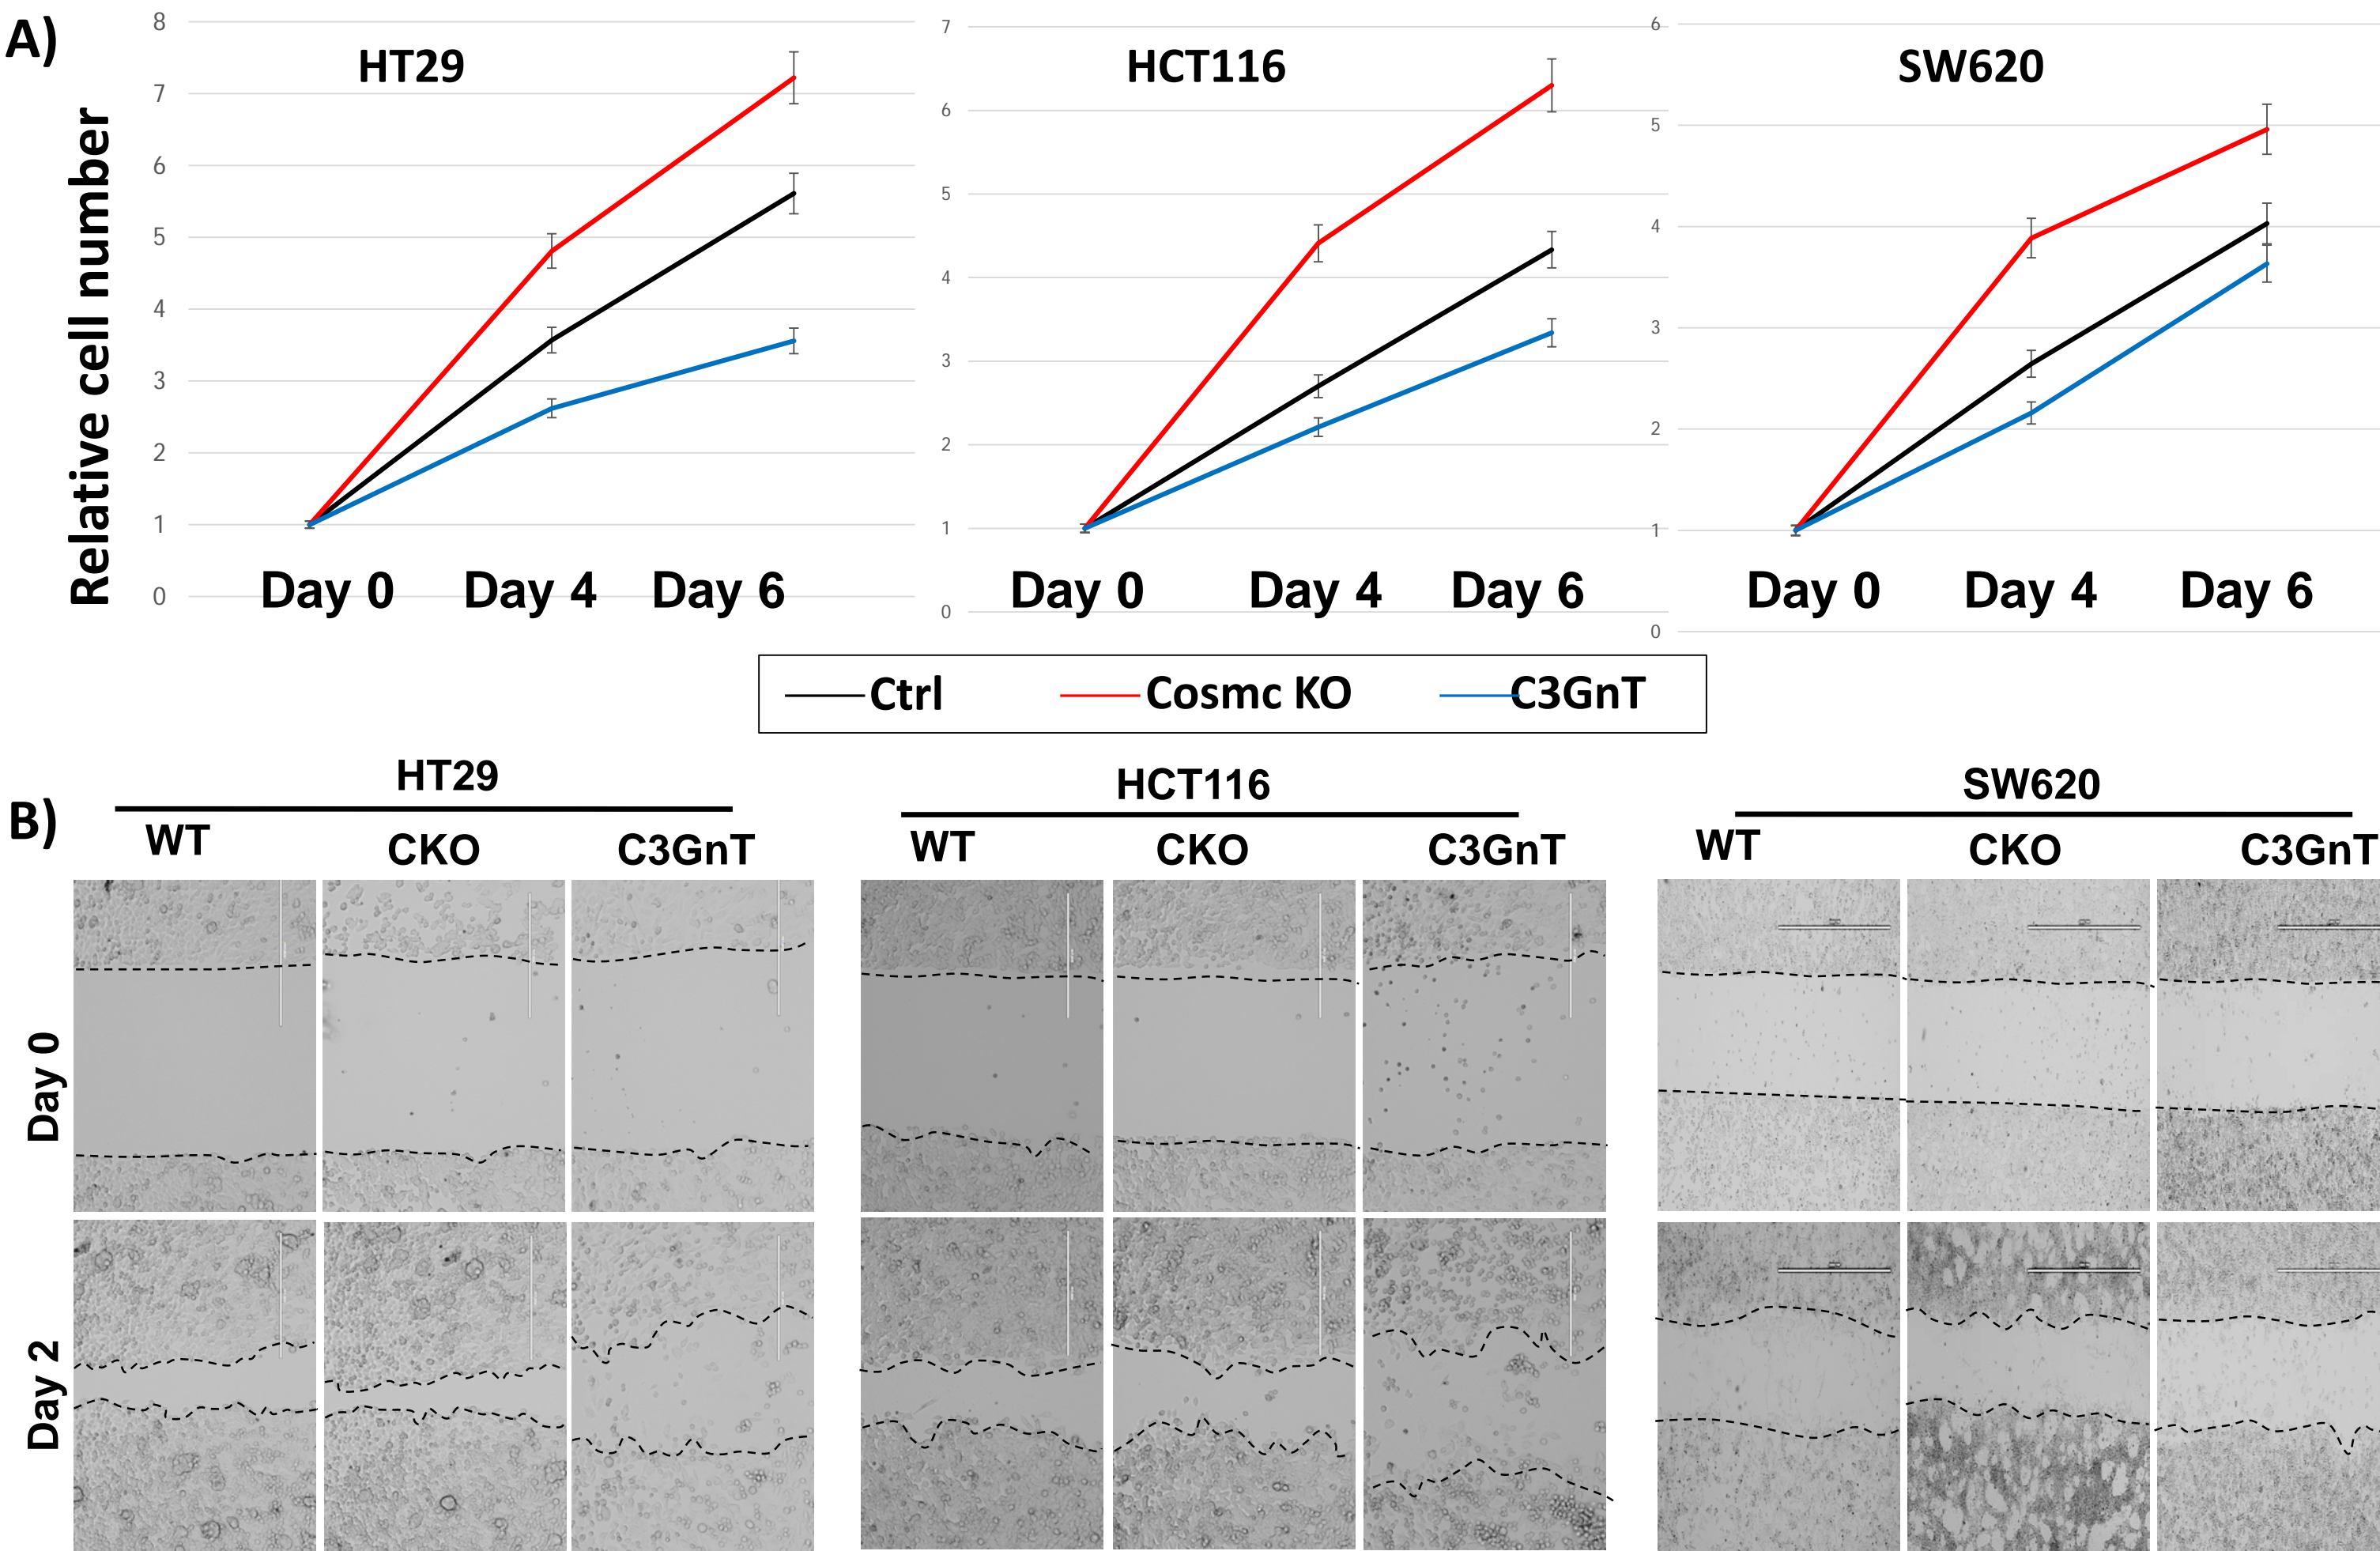 A)
HT29
HCT116
SW620
Relative cell number
8
7
6
5
4
3
2
1
0
7
6
5
4
3
2
1
0
6
5
4
3
2
1
0
Day 0 Day 4 Day 6
Day 0 Day 4 Day 6
Day 0 Day 4 Day 6
Ctrl Cosmc KO C3GnT
B)
HT29
HCT116
SW620
WT CKO C3GnT
WT CKO C3GnT
WT CKO C3GnT
Day 0
Day 2